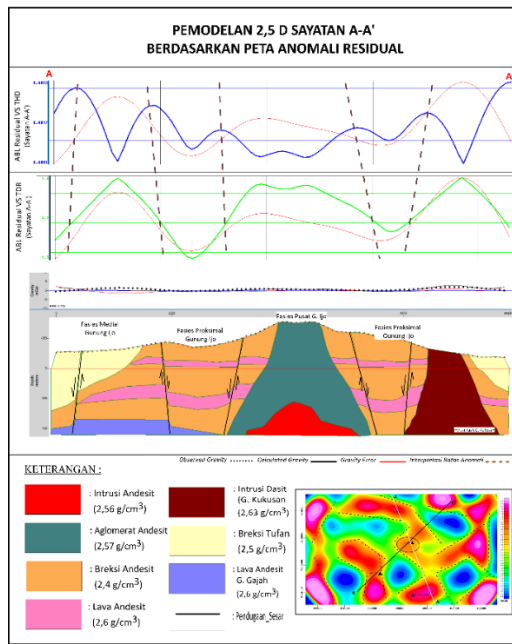 PEMODELAN 2,5 D SAYATAN A-A'
BERDASARKAN PETA ANOMALI RESIDUAL
A
A
ABL Residual VS THD
(Sayatan A-A')
ABL Residual VS TDR
(Sayatan A-A')
Gravity
Fasies Medial
Gunung Ijo
Fasies Proksimal
Gunung Ijo
Fasies Pusat G. Ijo
Fasies Proksimal
Gunung Ijo
Observed Gravity
Calculated Gravity
Gravity Error
Interpretasi Batas Anomali
KETERANGAN :
: Intrusi Andesit
(2,56 g/cm³)
: Aglomerat Andesit
(2,57 g/cm³)
: Breksi Andesit
(2,4 g/cm³)
: Lava Andesit
(2,6 g/cm³)
: Intrusi Dasit
(G. Kukusan)
(2,63 g/cm³)
: Breksi Tufan
(2,5 g/cm³)
: Lava Andesit
G. Gajah
(2,6 g/cm³)
: Pendugaan_Sesar